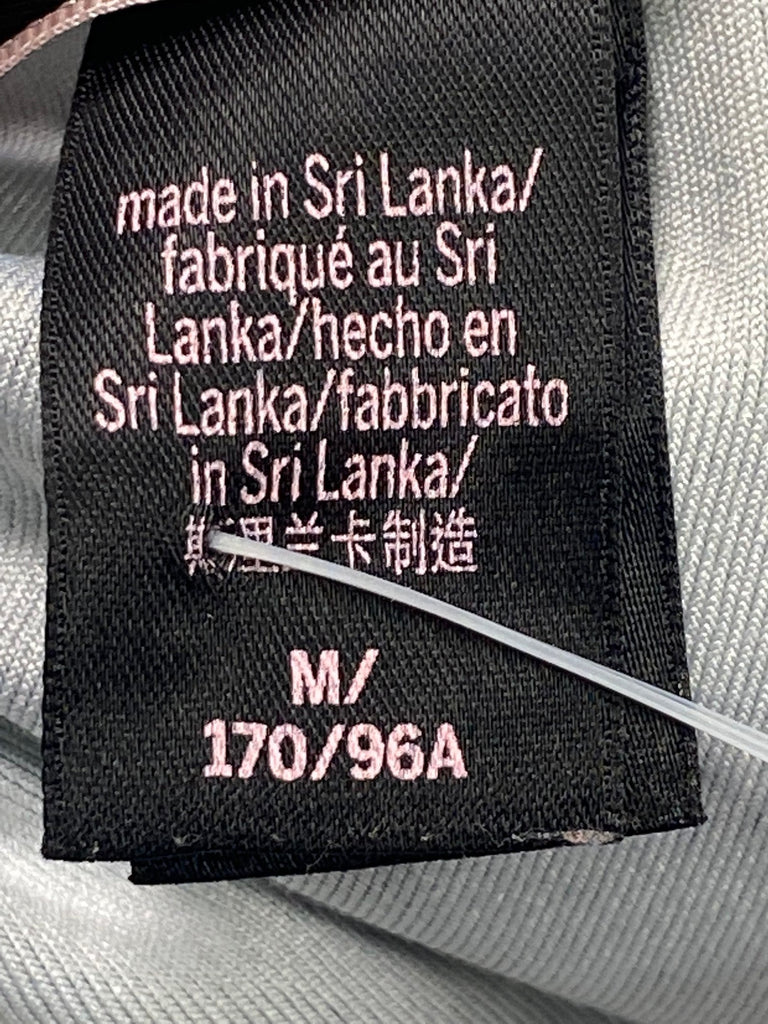 made in Sri Lanka/
fabriqué au Sri
Lanka/hecho en
Sri Lanka/fabbricato
in Sri Lanka/
斯里兰卡制造
M/
170/96A